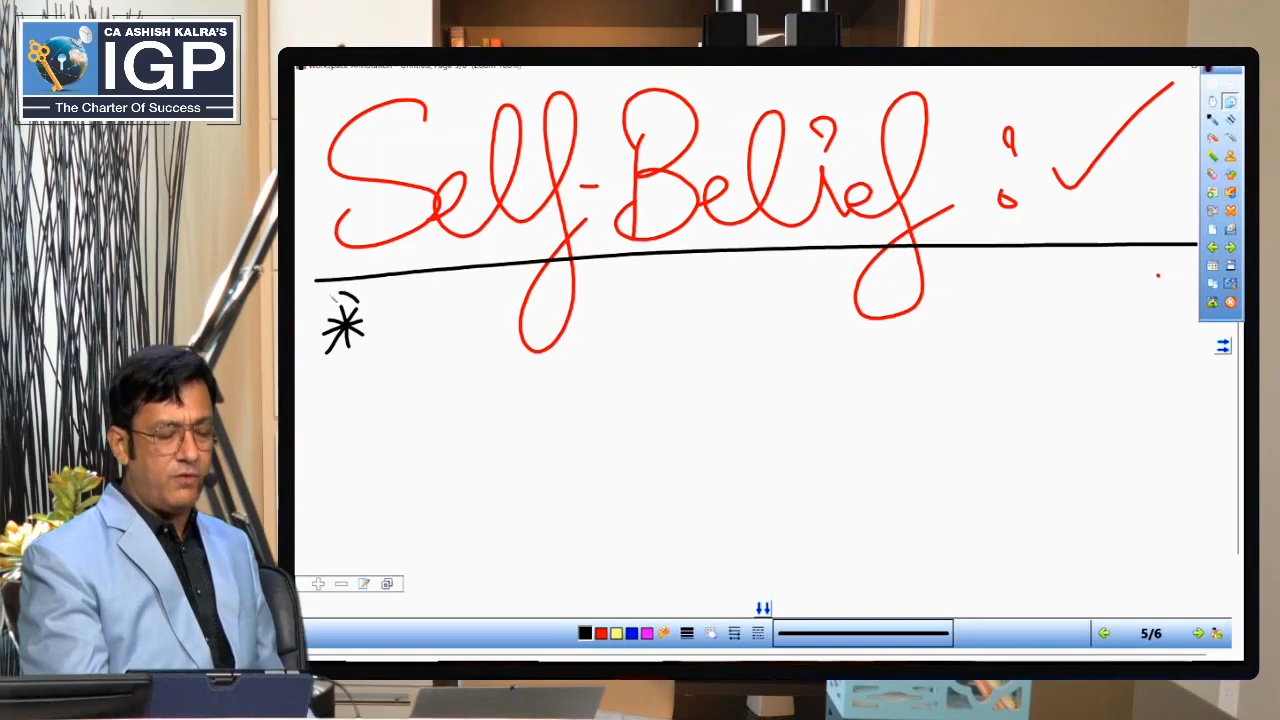 CA ASHISH KALRA'S
IGP
The Charter Of Success
Self-Belief :
*
5/6